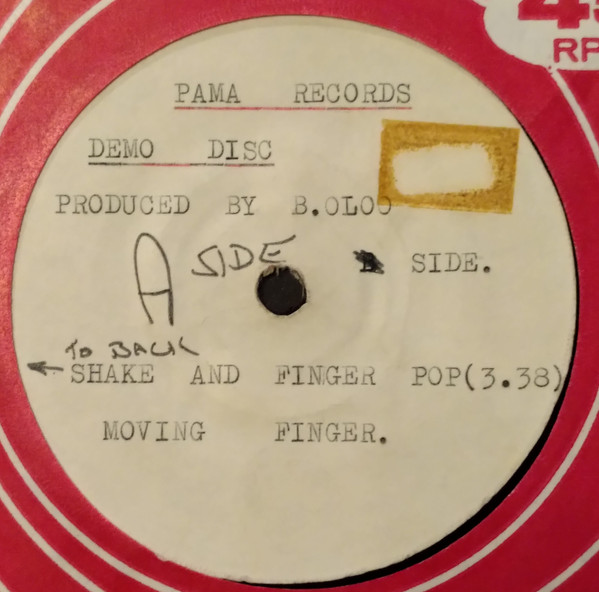 45
RP
PAMA RECORDS
DEMO DISC
PRODUCED BY B.OLOO
A SIDE
SIDE.
TO BACK
← SHAKE AND FINGER POP(3.38)
MOVING FINGER.